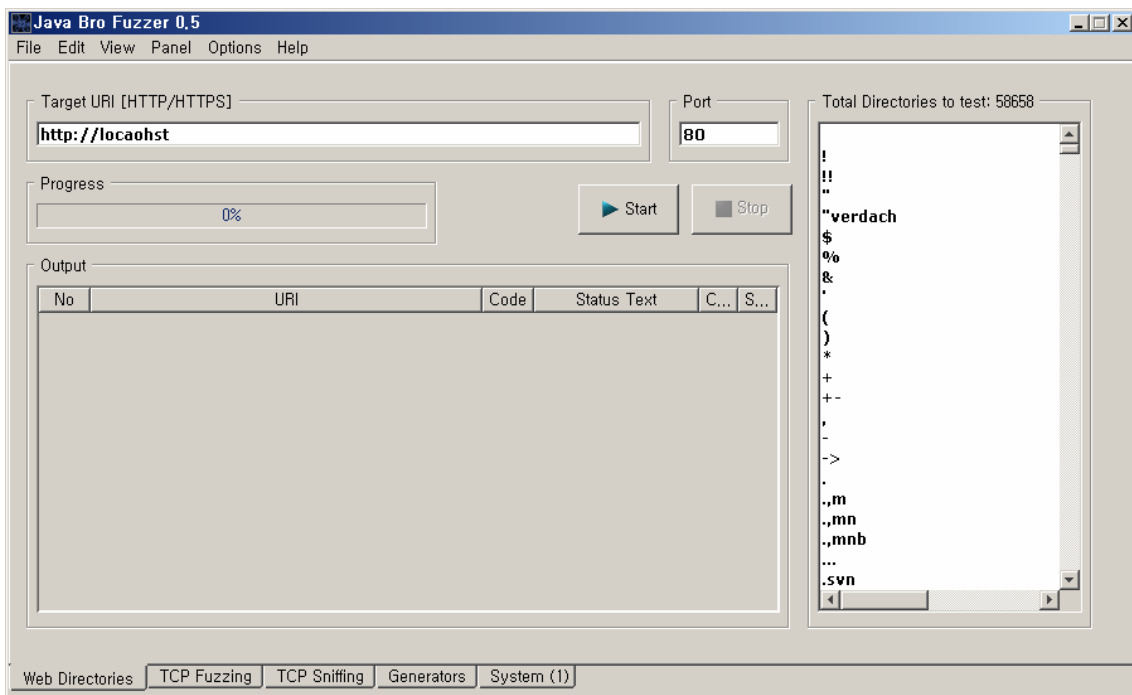 Java Bro Fuzzer 0,5
File Edit View Panel Options Help
Target URI [HTTP/HTTPS]
http://locaohst
Port
80
Total Directories to test: 58658
Progress
0%
Start
Stop
Output
No URI Code Status Text C... S...
!
!!
"
"verdach
$
%
&
'
(
)
*
+
+-
,
-
->
.
.,m
.,mn
.,mnb
...
.svn
Web Directories TCP Fuzzing TCP Sniffing Generators System (1)